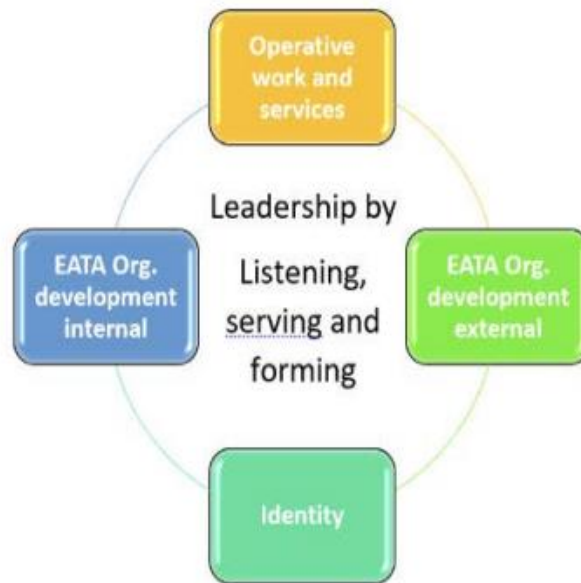 Operative
work and
services
Leadership by
Listening,
serving and
forming
EATA Org.
development
internal
EATA Org.
development
external
Identity